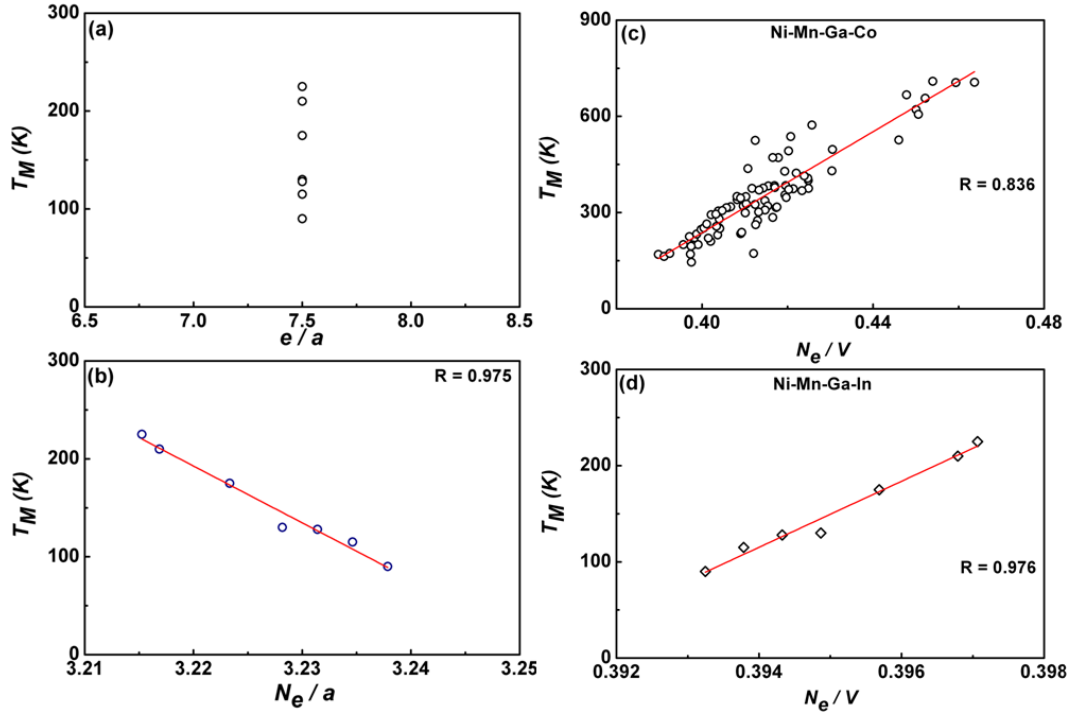 (a)
300
200
100
0
T_M (K)
6.5 7.0 7.5 8.0 8.5
e / a
(b)
R = 0.975
300
200
100
0
T_M (K)
3.21 3.22 3.23 3.24 3.25
N_e / a
(c)
Ni-Mn-Ga-Co
900
600
300
0
T_M (K)
R = 0.836
0.40 0.44 0.48
N_e / V
(d)
Ni-Mn-Ga-In
300
200
100
0
T_M (K)
R = 0.976
0.392 0.394 0.396 0.398
N_e / V